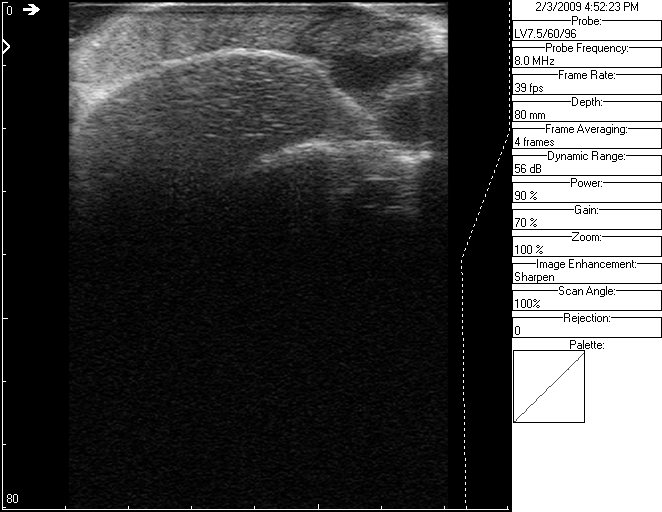 0
2/3/2009 4:52:23 PM
Probe:
LV7.5/60/96
Probe Frequency:
8.0 MHz
Frame Rate:
39 fps
Depth:
80 mm
Frame Averaging:
4 frames
Dynamic Range:
56 dB
Power:
90 %
Gain:
70 %
Zoom:
100 %
Image Enhancement:
Sharpen
Scan Angle:
100%
Rejection:
0
Palette:
80